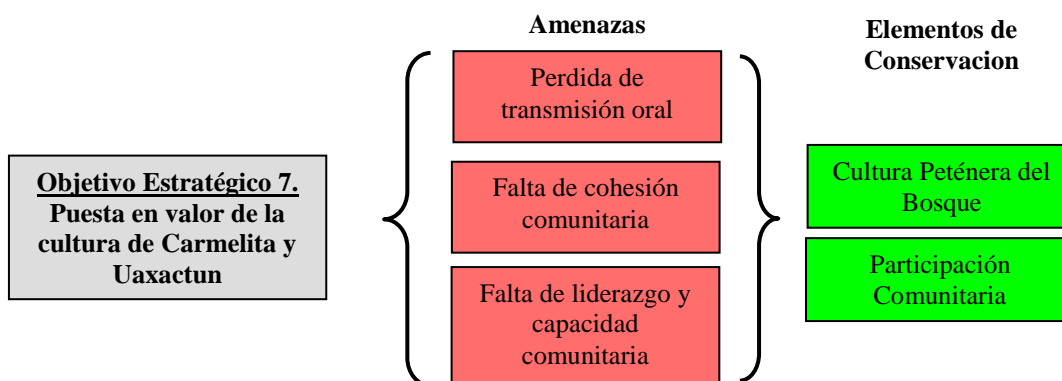 Amenazas
Elementos de
Conservacion
Perdida de
transmisión oral
Objetivo Estratégico 7.
Puesta en valor de la
cultura de Carmelita y
Uaxactun
Falta de cohesión
comunitaria
Falta de liderazgo y
capacidad
comunitaria
Cultura Peténera del
Bosque
Participación
Comunitaria